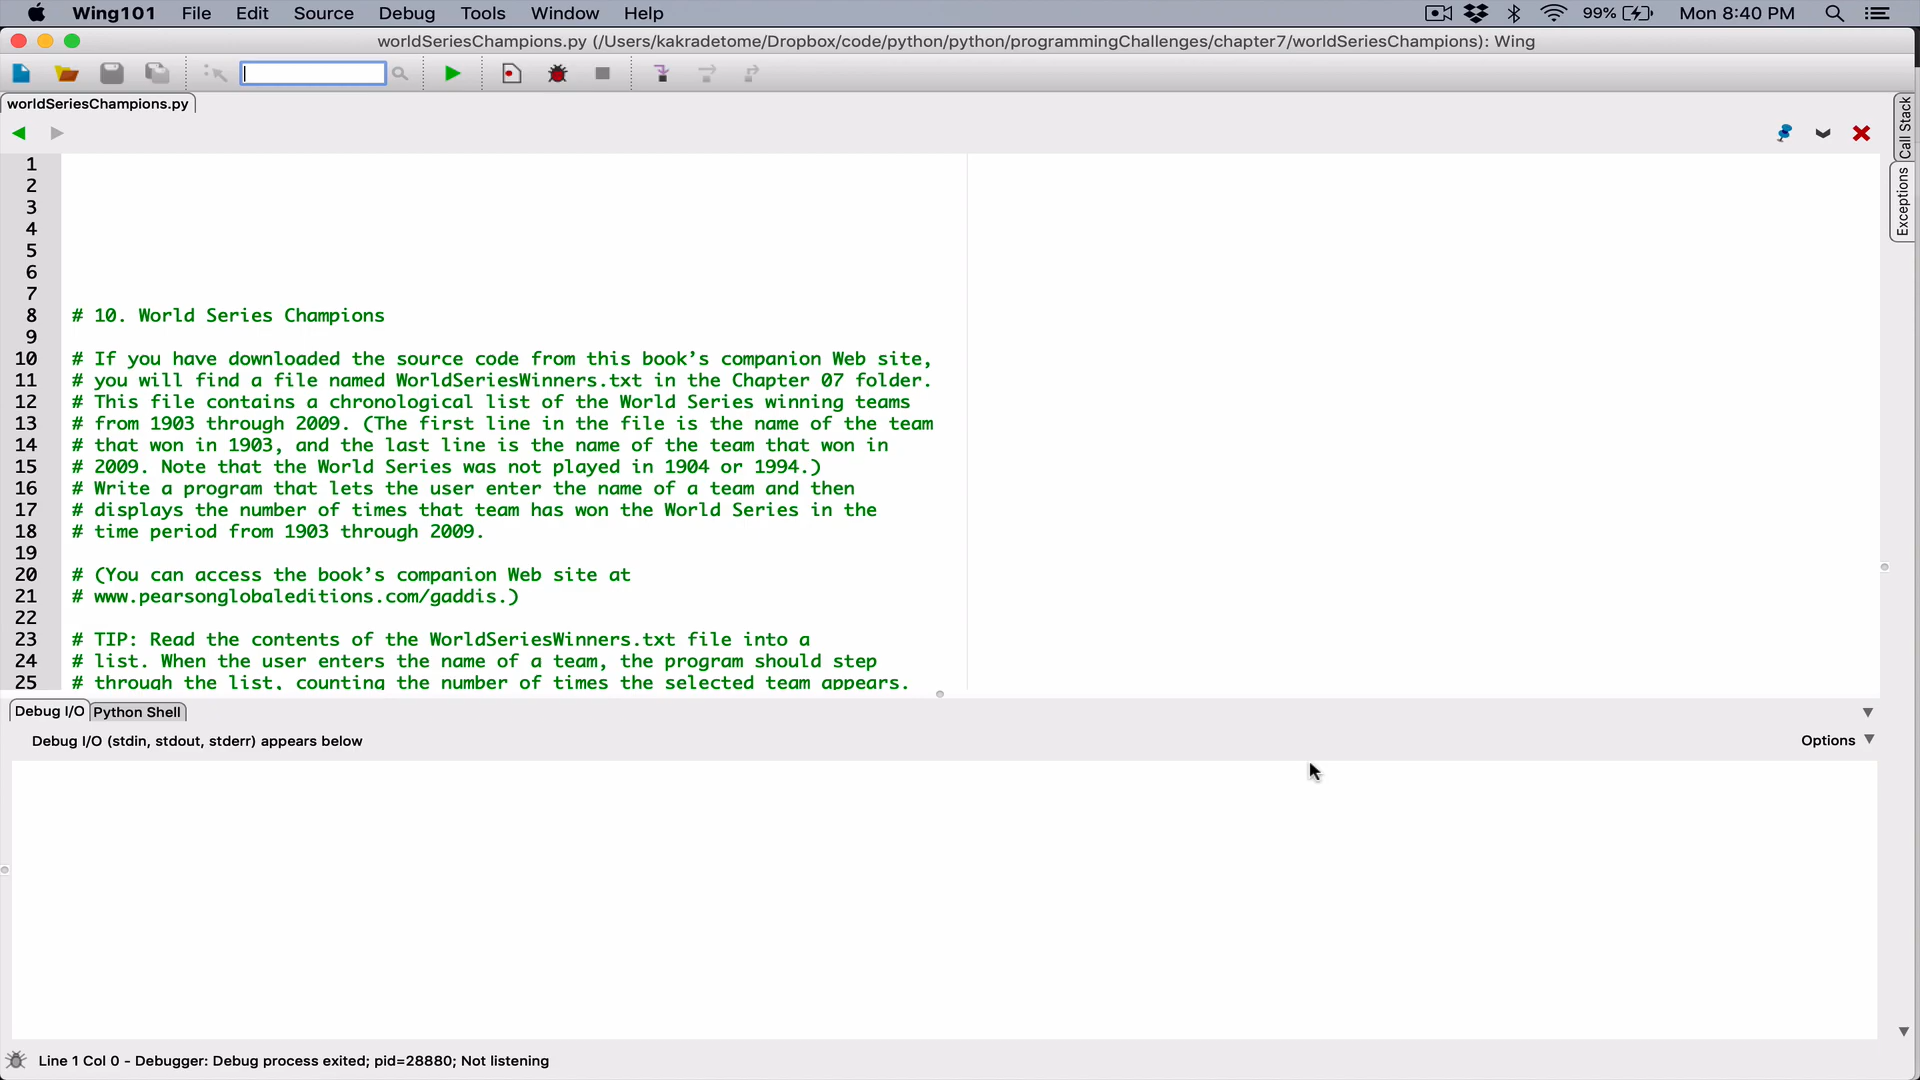 Wing101 File Edit Source Debug Tools Window Help 99% Mon 8:40 PM
worldSeriesChampions.py (/Users/kakradetome/Dropbox/code/python/python/programmingChallenges/chapter7/worldSeriesChampions): Wing
worldSeriesChampions.py
Call Stack
Exceptions
1
2
3
4
5
6
7
8 # 10. World Series Champions
9
10 # If you have downloaded the source code from this book’s companion Web site,
11 # you will find a file named WorldSeriesWinners.txt in the Chapter 07 folder.
12 # This file contains a chronological list of the World Series winning teams
13 # from 1903 through 2009. (The first line in the file is the name of the team
14 # that won in 1903, and the last line is the name of the team that won in
15 # 2009. Note that the World Series was not played in 1904 or 1994.)
16 # Write a program that lets the user enter the name of a team and then
17 # displays the number of times that team has won the World Series in the
18 # time period from 1903 through 2009.
19
20 # (You can access the book’s companion Web site at
21 # www.pearsonglobaleditions.com/gaddis.)
22
23 # TIP: Read the contents of the WorldSeriesWinners.txt file into a
24 # list. When the user enters the name of a team, the program should step
25 # through the list, counting the number of times the selected team appears.
Debug I/O Python Shell
Debug I/O (stdin, stdout, stderr) appears below Options
Line 1 Col 0 - Debugger: Debug process exited; pid=28880; Not listening